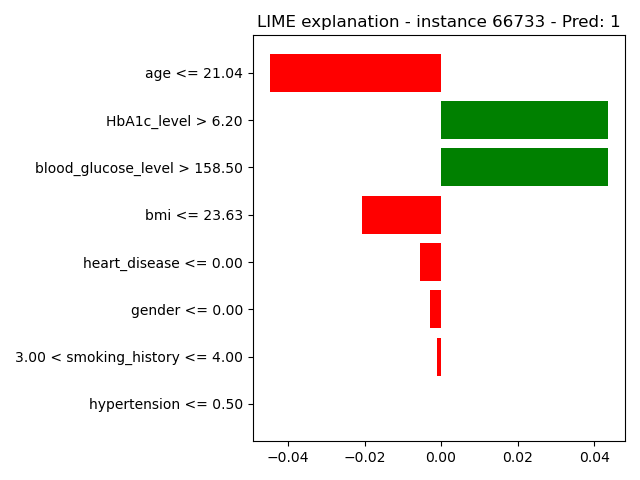 LIME explanation - instance 66733 - Pred: 1
age <= 21.04
HbA1c_level > 6.20
blood_glucose_level > 158.50
bmi <= 23.63
heart_disease <= 0.00
gender <= 0.00
3.00 < smoking_history <= 4.00
hypertension <= 0.50
−0.04 −0.02 0.00 0.02 0.04